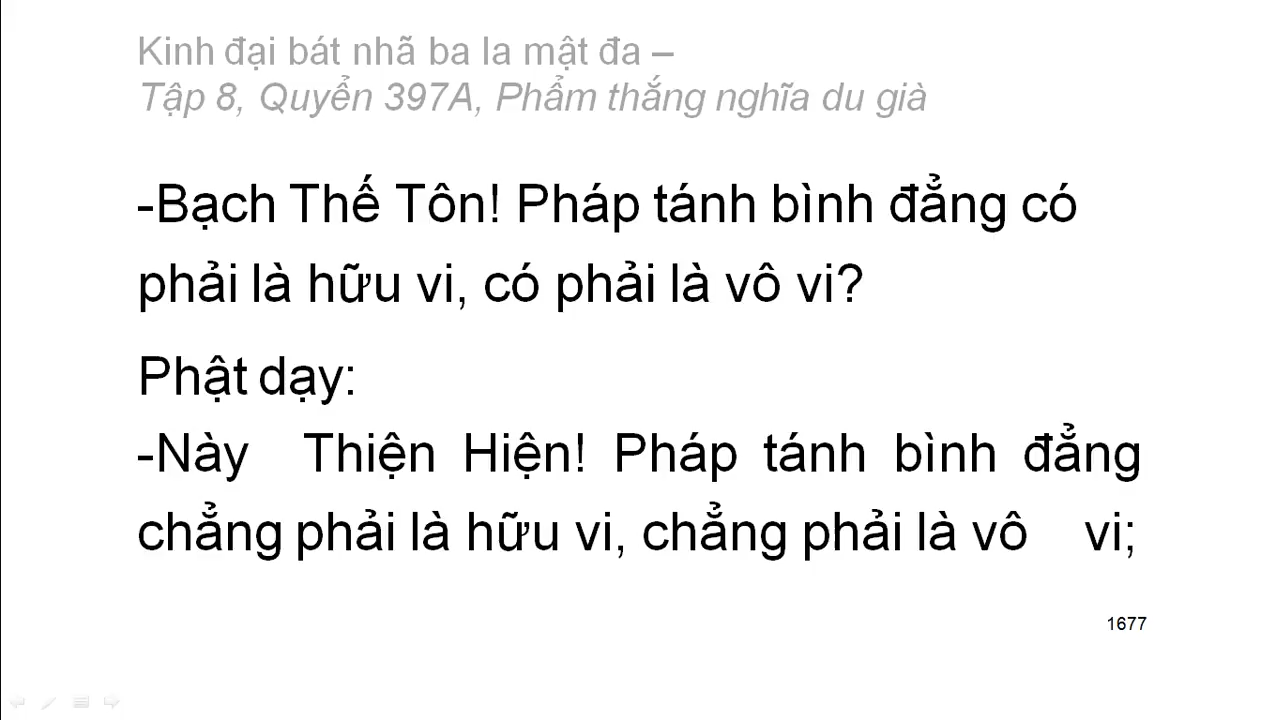 Kinh đại bát nhã ba la mật đa –
Tập 8, Quyển 397A, Phẩm thắng nghĩa du già
-Bạch Thế Tôn! Pháp tánh bình đẳng có
phải là hữu vi, có phải là vô vi?
Phật dạy:
-Này Thiện Hiện! Pháp tánh bình đẳng
chẳng phải là hữu vi, chẳng phải là vô vi;
1677